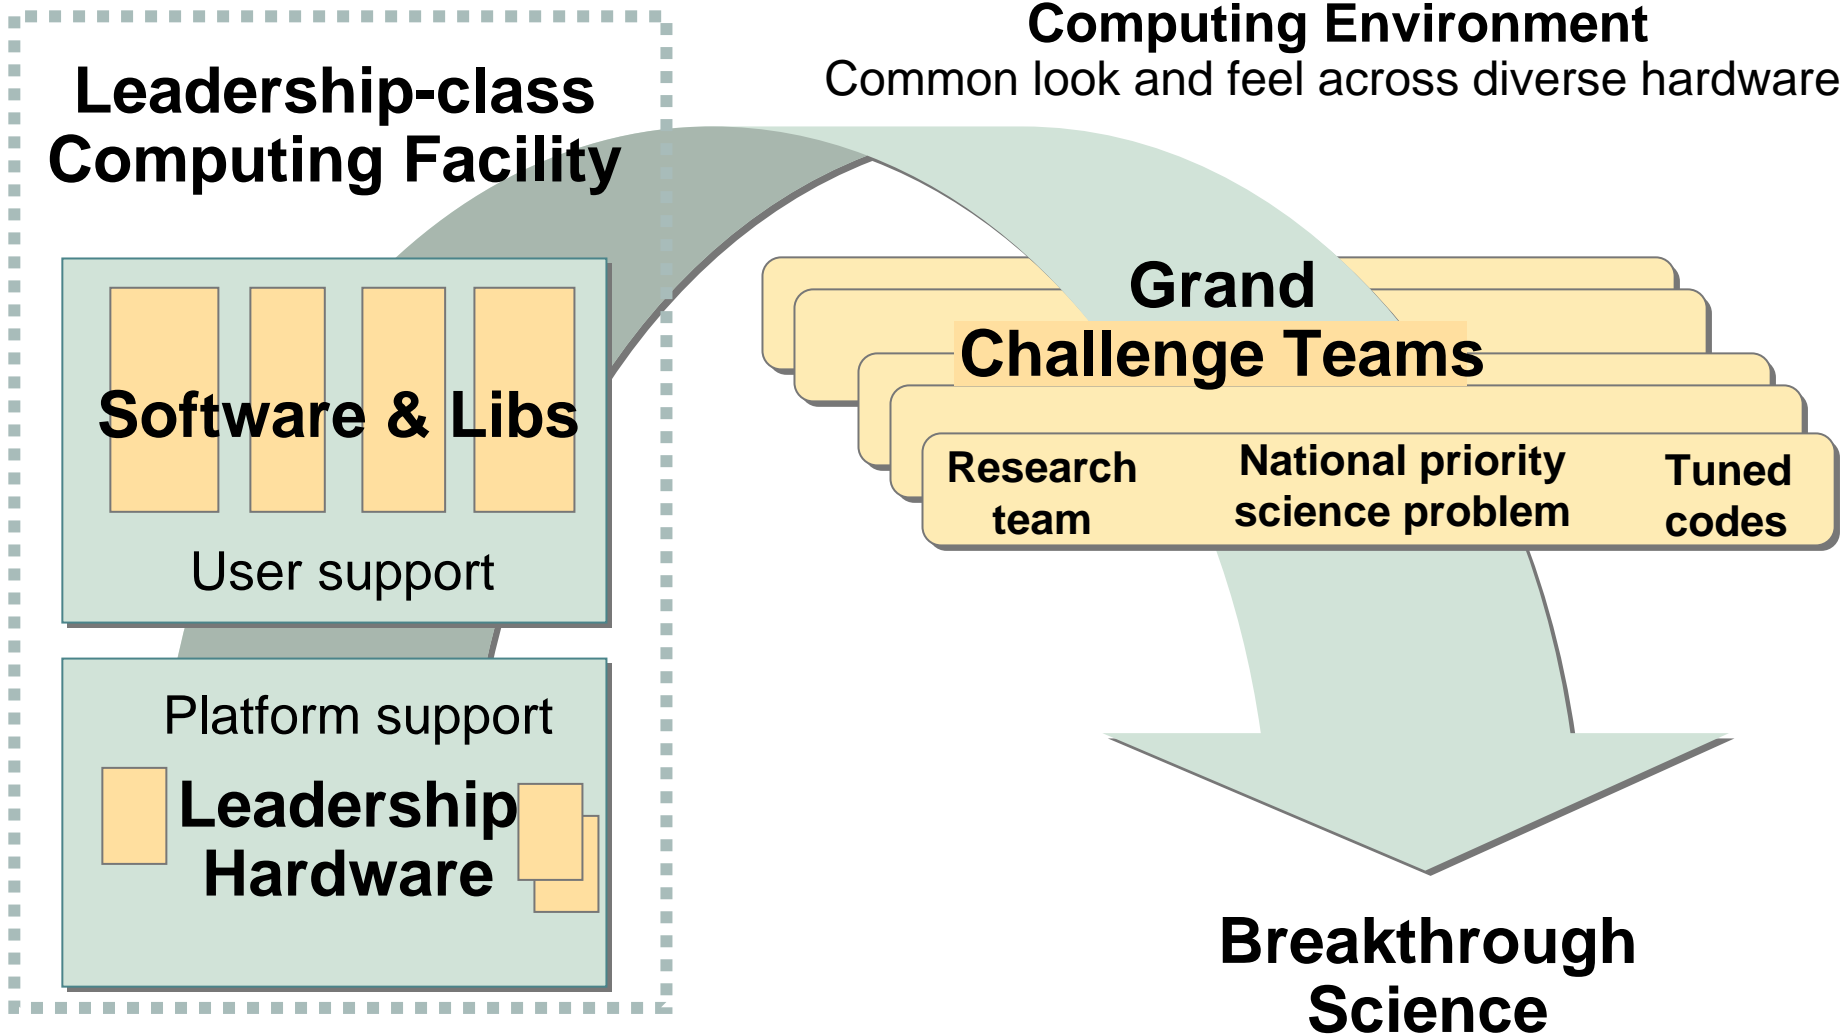 Computing Environment
Common look and feel across diverse hardware
Leadership-class
Computing Facility
Software & Libs
User support
Platform support
Leadership
Hardware
Grand
Challenge Teams
Research
team
National priority
science problem
Tuned
codes
Breakthrough
Science